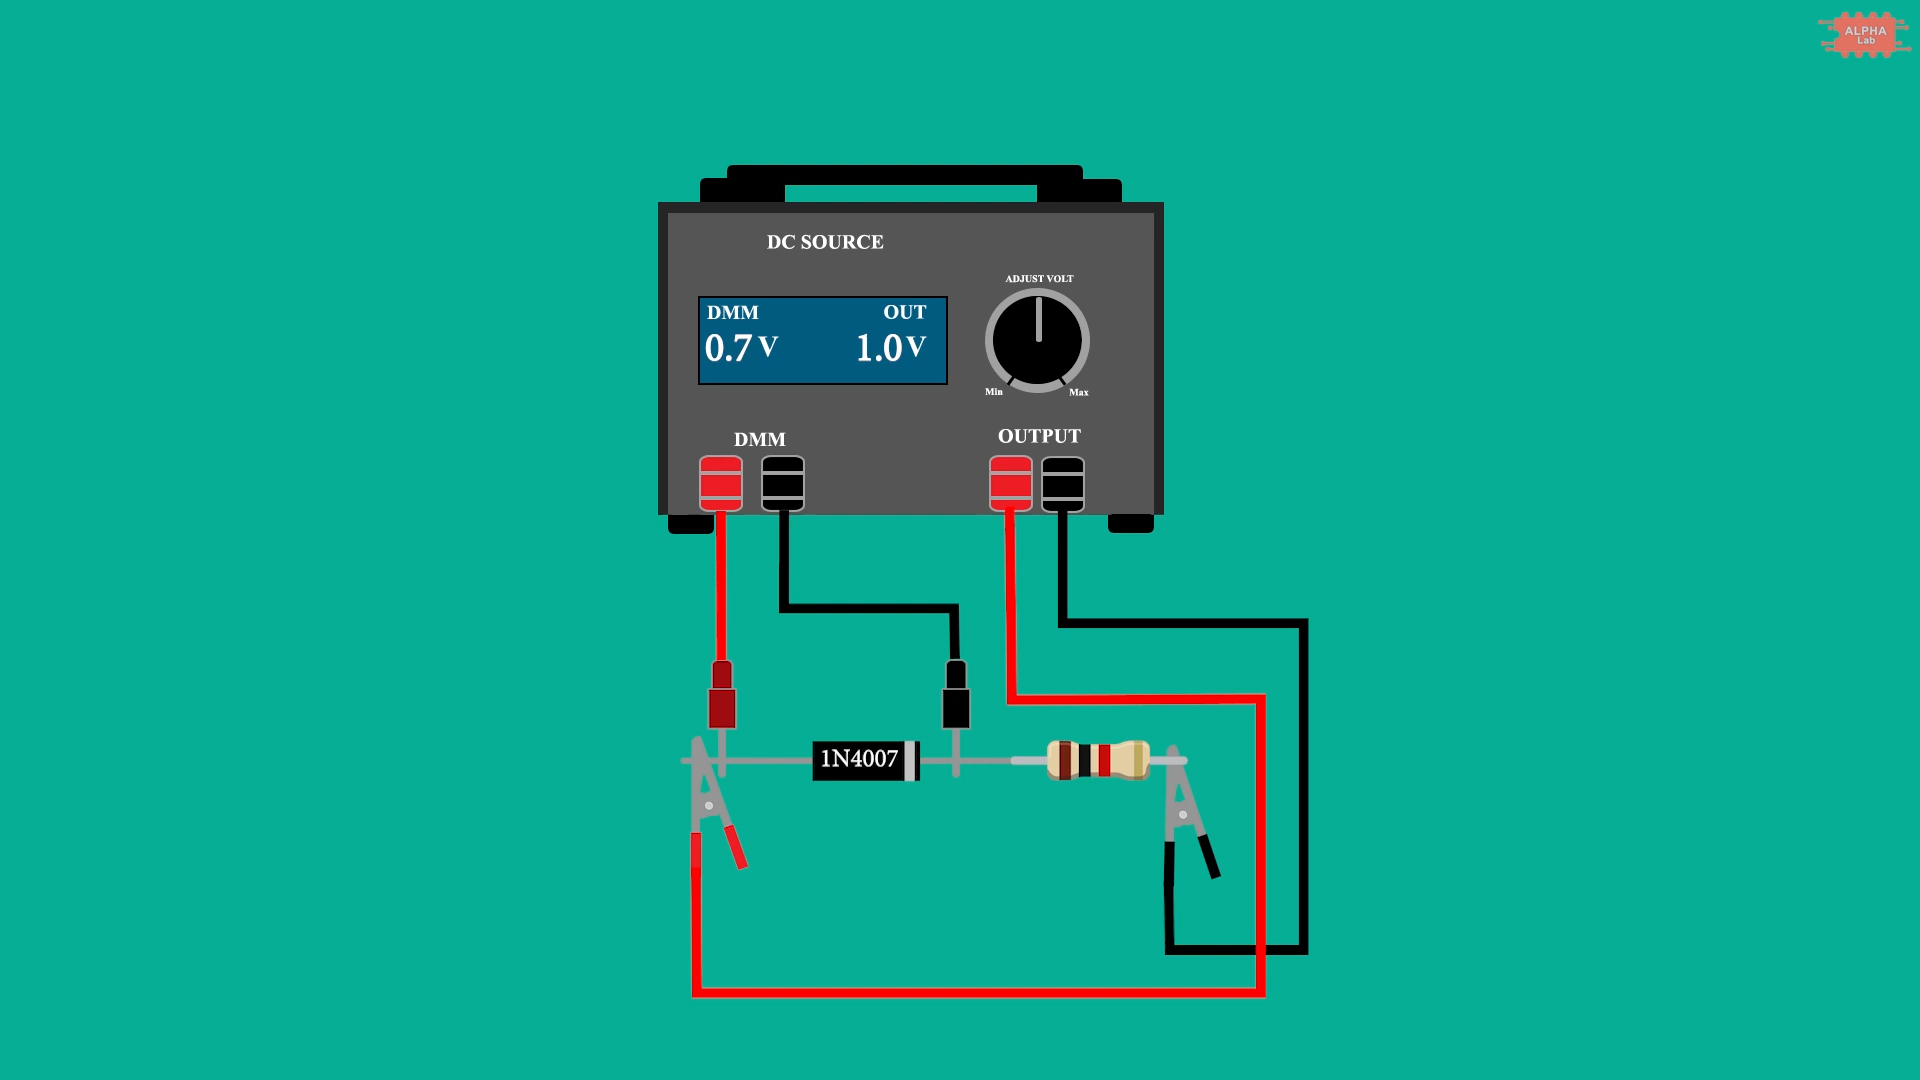 ALPHA
Lab
DC SOURCE
ADJUST VOLT
DMM OUT
0.7 V 1.0 V
Min Max
DMM OUTPUT
1N4007